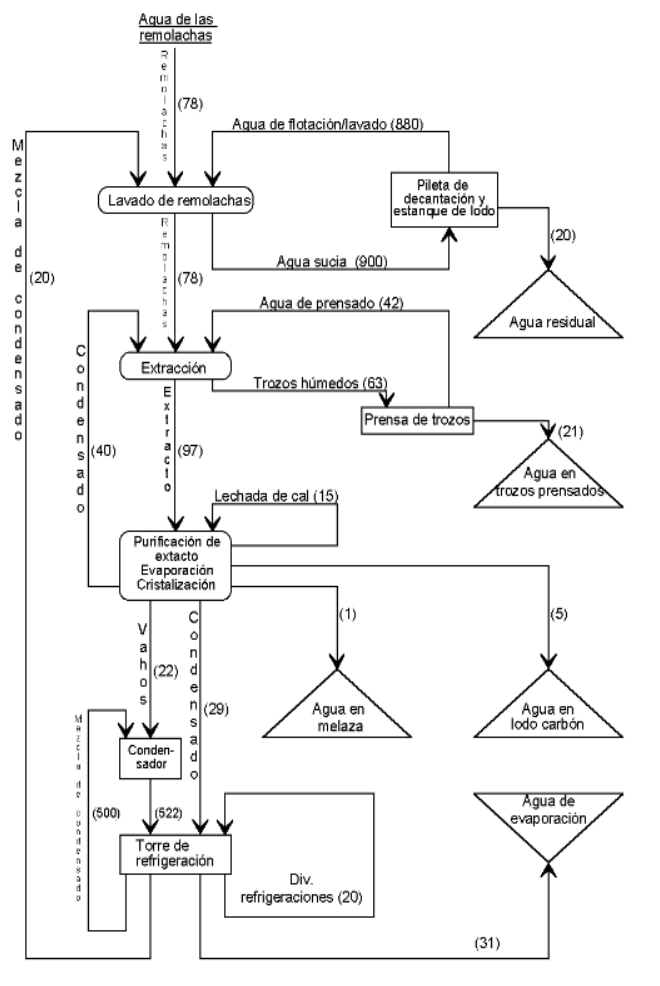 Agua de las
remolachas
Remolachas
(78)
Agua de flotación/lavado (880)
Mezcla de condensado
(20)
Lavado de remolachas
Pileta de
decantación y
estanque de lodo
(20)
Agua residual
Remolachas
(78)
Agua sucia (900)
Agua de prensado (42)
Condensado
(40)
Extracción
Trozos húmedos (63)
Prensa de trozos
(21)
Agua en
trozos prensados
Extracto
(97)
Lechada de cal (15)
Purificación de
extacto
Evaporación
Cristalización
(1)
(5)
Vahos
(22)
Condensado
(29)
Agua en
melaza
Agua en
lodo carbón
Mezcla de condensado
(500)
Conden-
sador
(522)
Agua de
evaporación
Torre de
refrigeración
Div.
refrigeraciones (20)
(31)